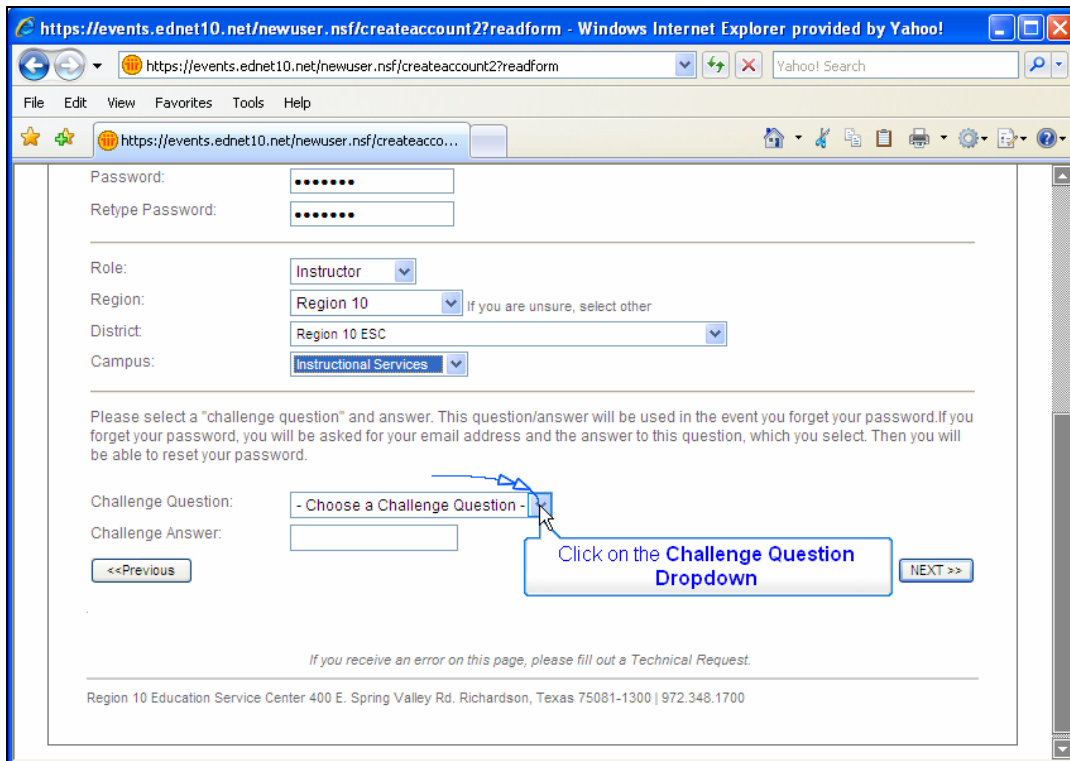 https://events.ednet10.net/newuser.nsf/createaccount2?readform - Windows Internet Explorer provided by Yahoo!
https://events.ednet10.net/newuser.nsf/createaccount2?readform
Yahoo! Search
File Edit View Favorites Tools Help
https://events.ednet10.net/newuser.nsf/createacco...
Password: •••••••
Retype Password: •••••••
Role: Instructor
Region: Region 10 If you are unsure, select other
District: Region 10 ESC
Campus: Instructional Services
Please select a "challenge question" and answer. This question/answer will be used in the event you forget your password.If you
forget your password, you will be asked for your email address and the answer to this question, which you select. Then you will
be able to reset your password.
Challenge Question: - Choose a Challenge Question -
Challenge Answer:
Click on the Challenge Question
Dropdown
<<Previous NEXT >>
If you receive an error on this page, please fill out a Technical Request.
Region 10 Education Service Center 400 E. Spring Valley Rd. Richardson, Texas 75081-1300 | 972.348.1700